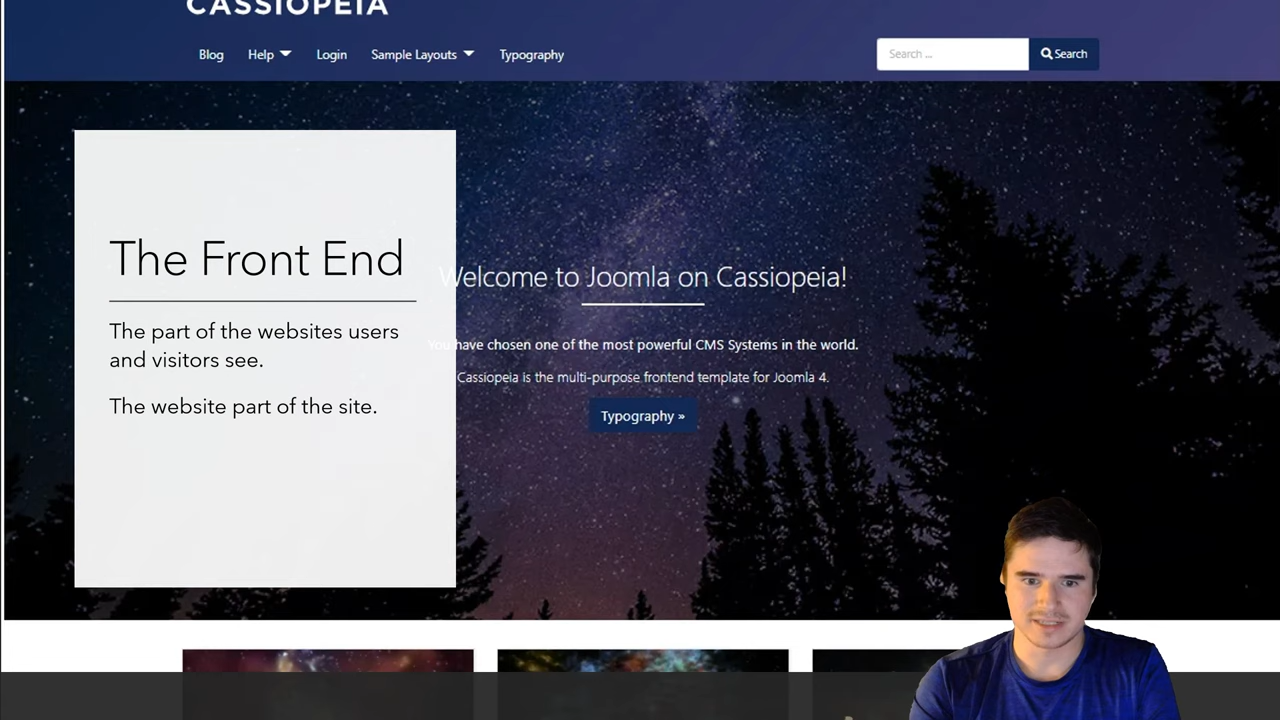 CASSIOPEIA
Blog
Help
Login
Sample Layouts
Typography
Search ...
Search
The Front End
The part of the websites users
and visitors see.
The website part of the site.
Welcome to Joomla on Cassiopeia!
You have chosen one of the most powerful CMS Systems in the world.
Cassiopeia is the multi-purpose frontend template for Joomla 4.
Typography »